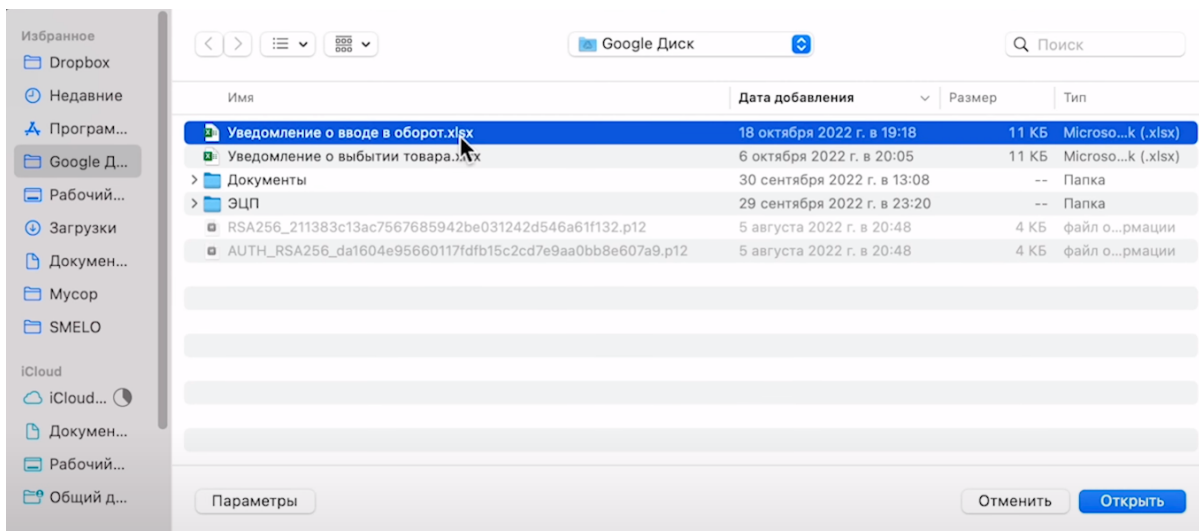 Избранное
Dropbox
Недавние
Програм...
Google Д...
Рабочий...
Загрузки
Докумен...
Мусор
SMELO
iCloud
iCloud...
Докумен...
Рабочий...
Общий д...
Google Диск
Поиск
Имя Дата добавления Размер Тип
Уведомление о вводе в оборот.xlsx 18 октября 2022 г. в 19:18 11 КБ Microso...k (.xlsx)
Уведомление о выбытии товара.xlsx 6 октября 2022 г. в 20:05 11 КБ Microso...k (.xlsx)
Документы 30 сентября 2022 г. в 13:08 -- Папка
ЭЦП 29 сентября 2022 г. в 23:20 -- Папка
RSA256_211383c13ac7567685942be031242d546a61f132.p12 5 августа 2022 г. в 20:48 4 КБ файл о...рмации
AUTH_RSA256_da1604e95660117fdfb15c2cd7e9aa0bb8e607a9.p12 5 августа 2022 г. в 20:48 4 КБ файл о...рмации
Параметры Отменить Открыть